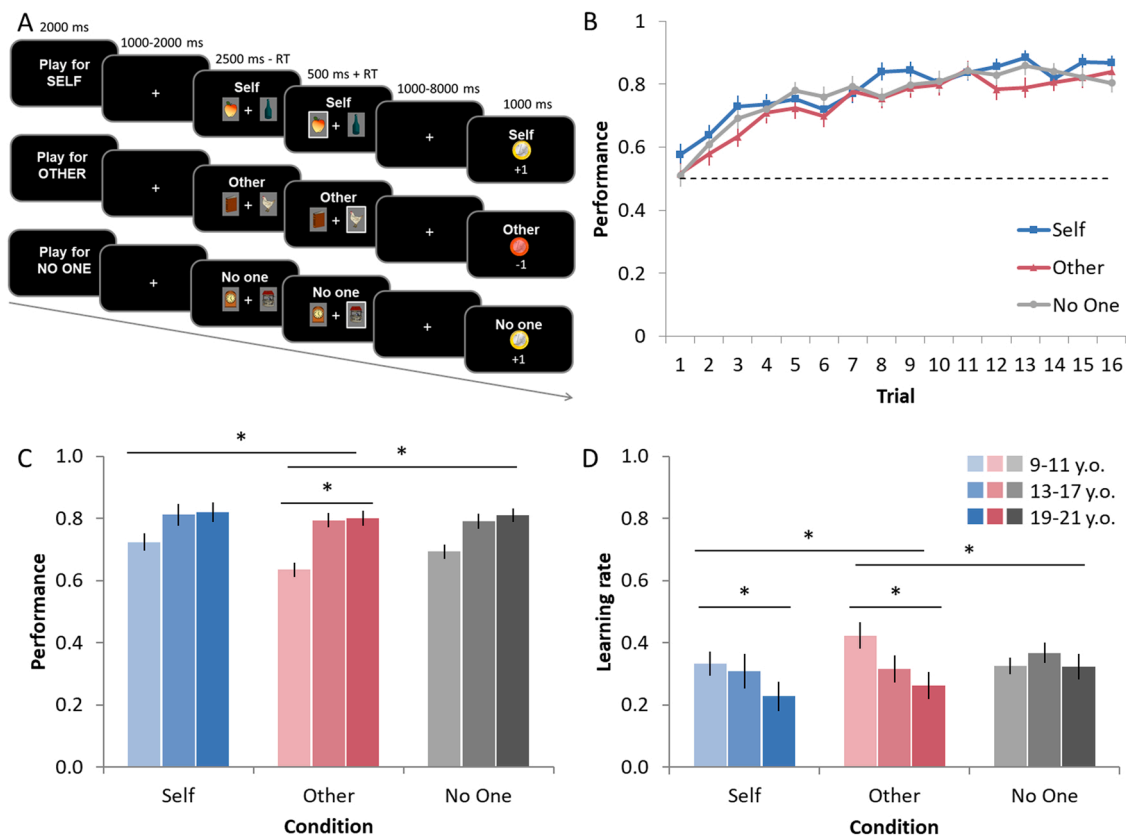 A
2000 ms
1000-2000 ms
2500 ms - RT
500 ms + RT
1000-8000 ms
1000 ms
Play for
SELF
+
Self
+
Self
+
+
Self
+1
Play for
OTHER
+
Other
+
Other
+
+
Other
-1
Play for
NO ONE
+
No one
+
No one
+
+
No one
+1
B
1
0.8
0.6
0.4
0.2
0
Performance
1 2 3 4 5 6 7 8 9 10 11 12 13 14 15 16
Trial
Self
Other
No One
C
1.0
0.8
0.6
0.4
0.2
0.0
Performance
*
*
*
Self Other No One
Condition
D
1.0
0.8
0.6
0.4
0.2
0.0
Learning rate
9-11 y.o.
13-17 y.o.
19-21 y.o.
*
*
*
*
Self Other No One
Condition